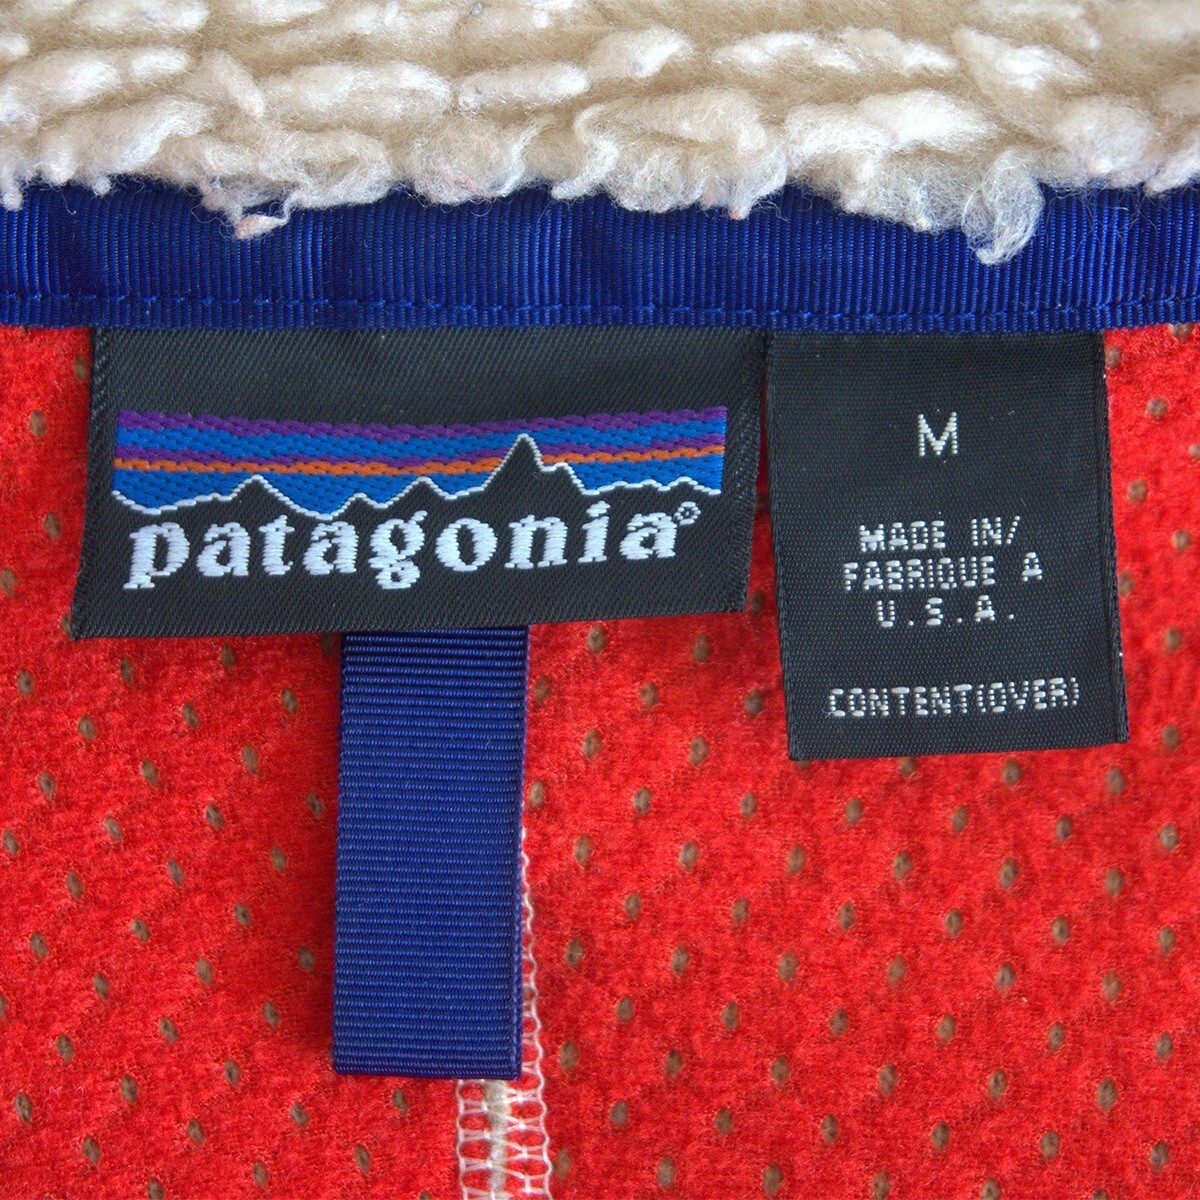 patagonia®
M
MADE IN/
FABRIQUE A
U.S.A.
CONTENT(OVER)